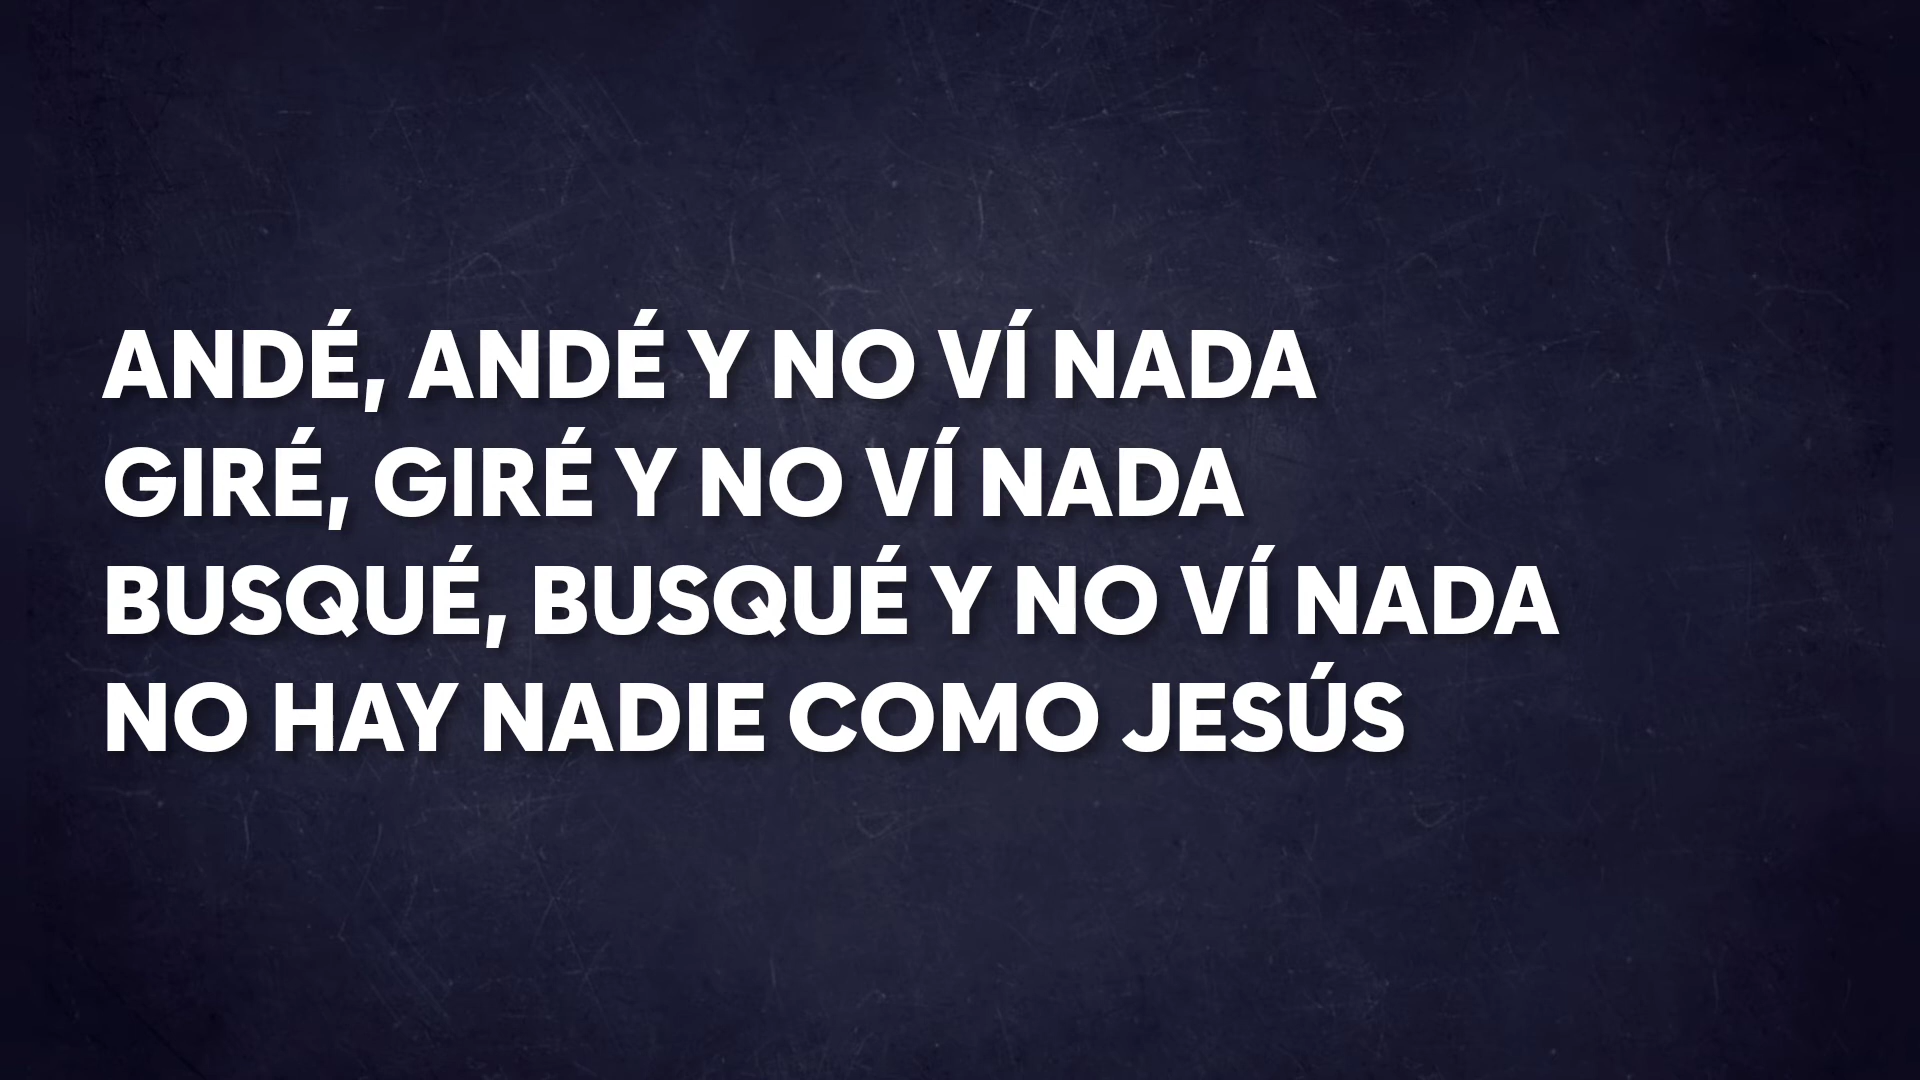 ANDÉ, ANDÉ Y NO VÍ NADA
GIRÉ, GIRÉ Y NO VÍ NADA
BUSQUÉ, BUSQUÉ Y NO VÍ NADA
NO HAY NADIE COMO JESÚS